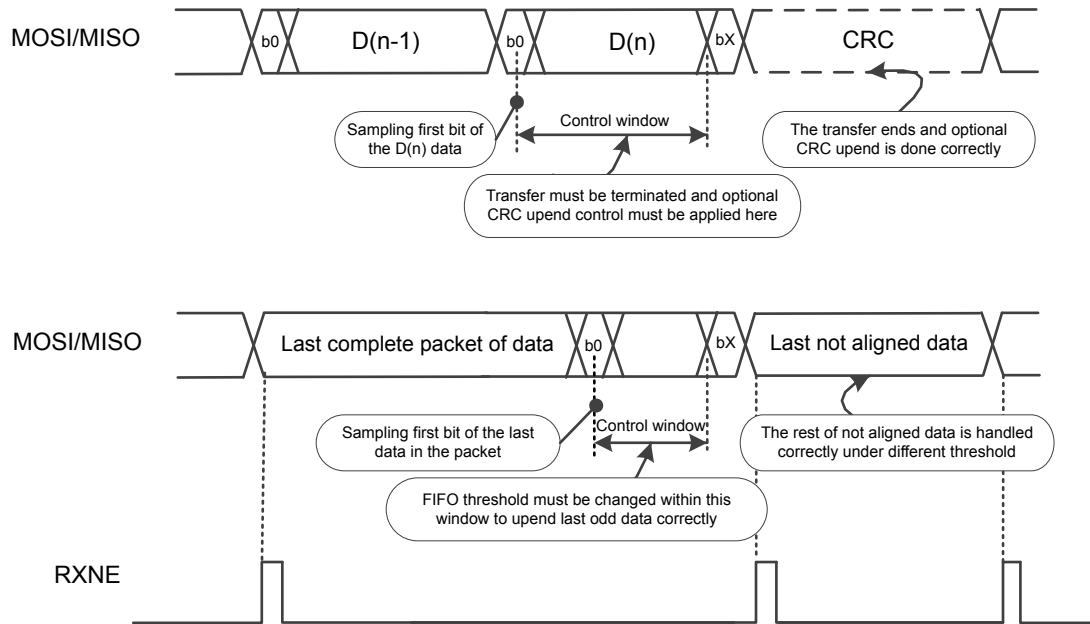 MOSI/MISO
b0
D(n-1)
b0
D(n)
bX
CRC
Sampling first bit of
the D(n) data
Control window
The transfer ends and optional
CRC upend is done correctly
Transfer must be terminated and optional
CRC upend control must be applied here
MOSI/MISO
Last complete packet of data
b0
bX
Last not aligned data
Sampling first bit of the last
data in the packet
Control window
The rest of not aligned data is handled
correctly under different threshold
FIFO threshold must be changed within this
window to upend last odd data correctly
RXNE